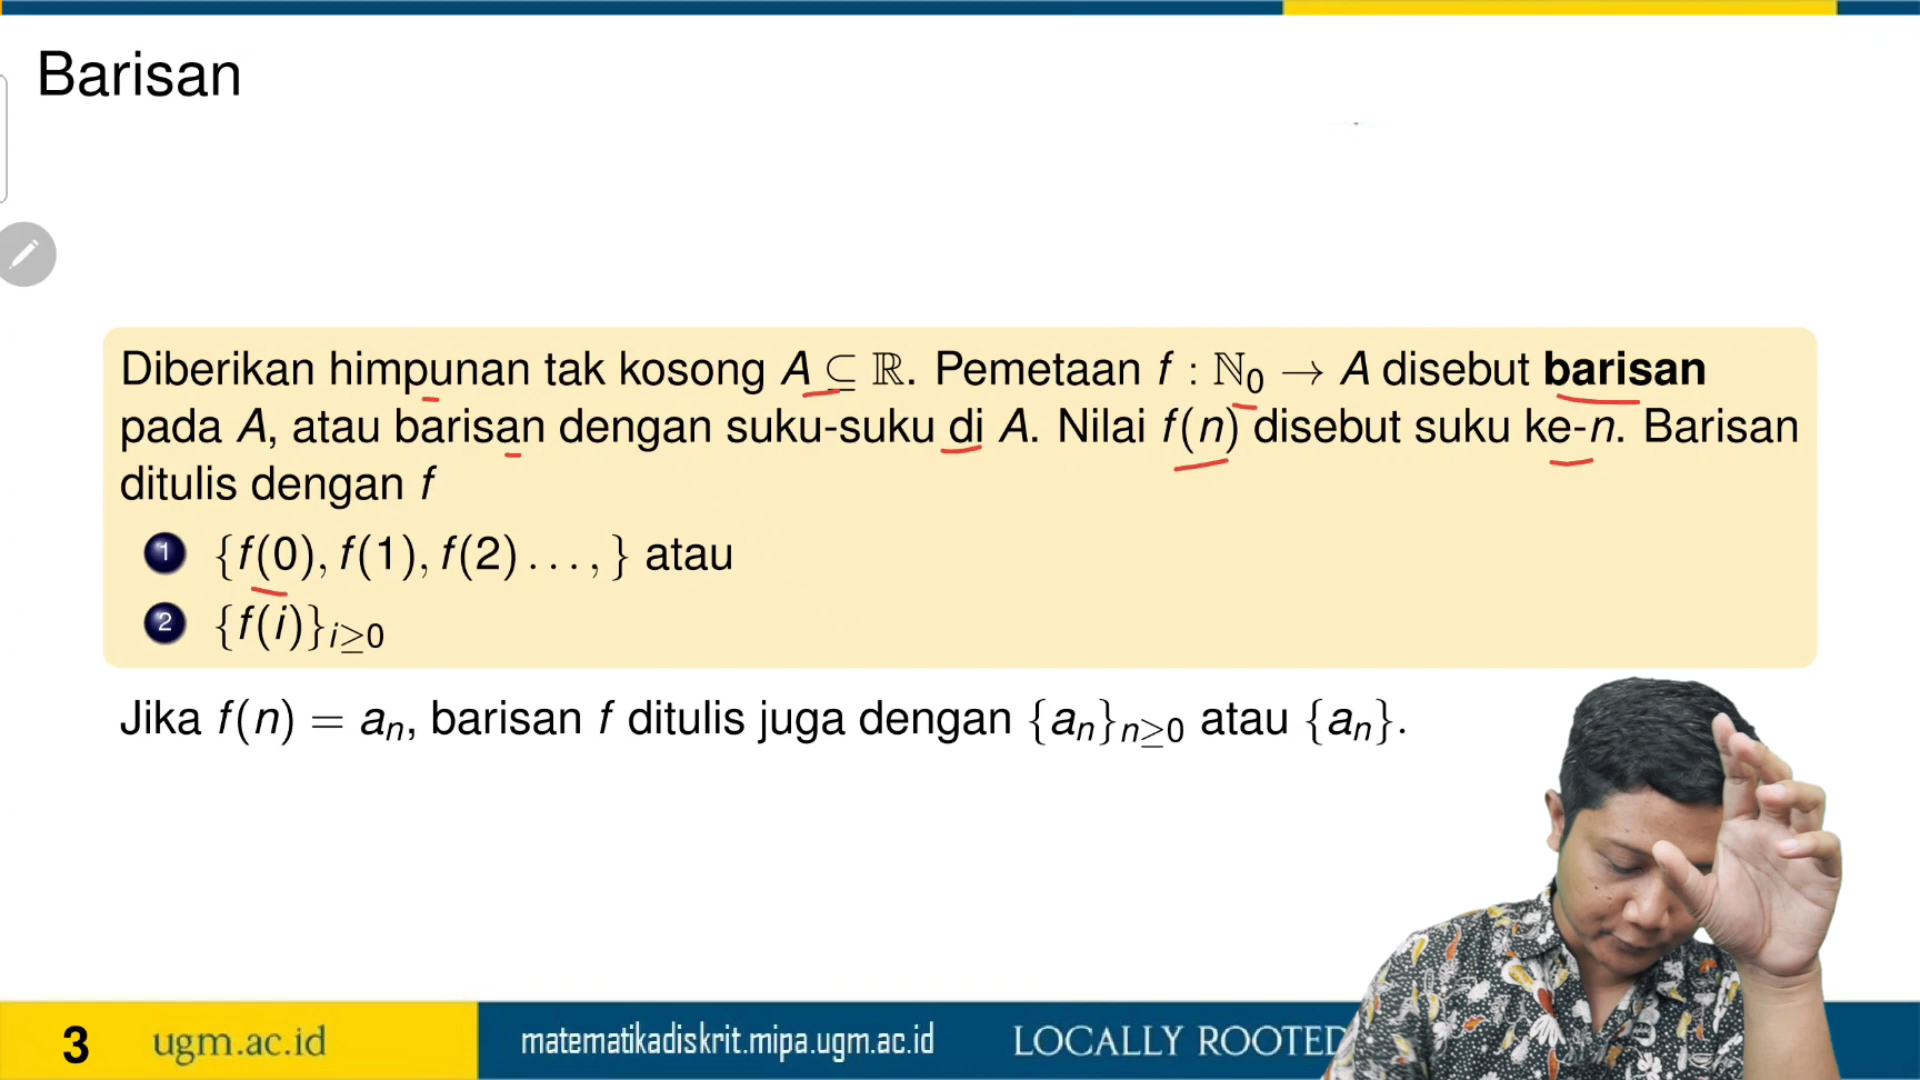 Barisan
Diberikan himpunan tak kosong A ⊆ ℝ. Pemetaan f : ℕ₀ → A disebut barisan
pada A, atau barisan dengan suku-suku di A. Nilai f(n) disebut suku ke-n. Barisan
ditulis dengan f
1 {f(0), f(1), f(2) . . . , } atau
2 {f(i)}ᵢ≥₀
Jika f(n) = aₙ, barisan f ditulis juga dengan {aₙ}ₙ≥₀ atau {aₙ}.
3 ugm.ac.id matematikadiskrit.mipa.ugm.ac.id LOCALLY ROOTED